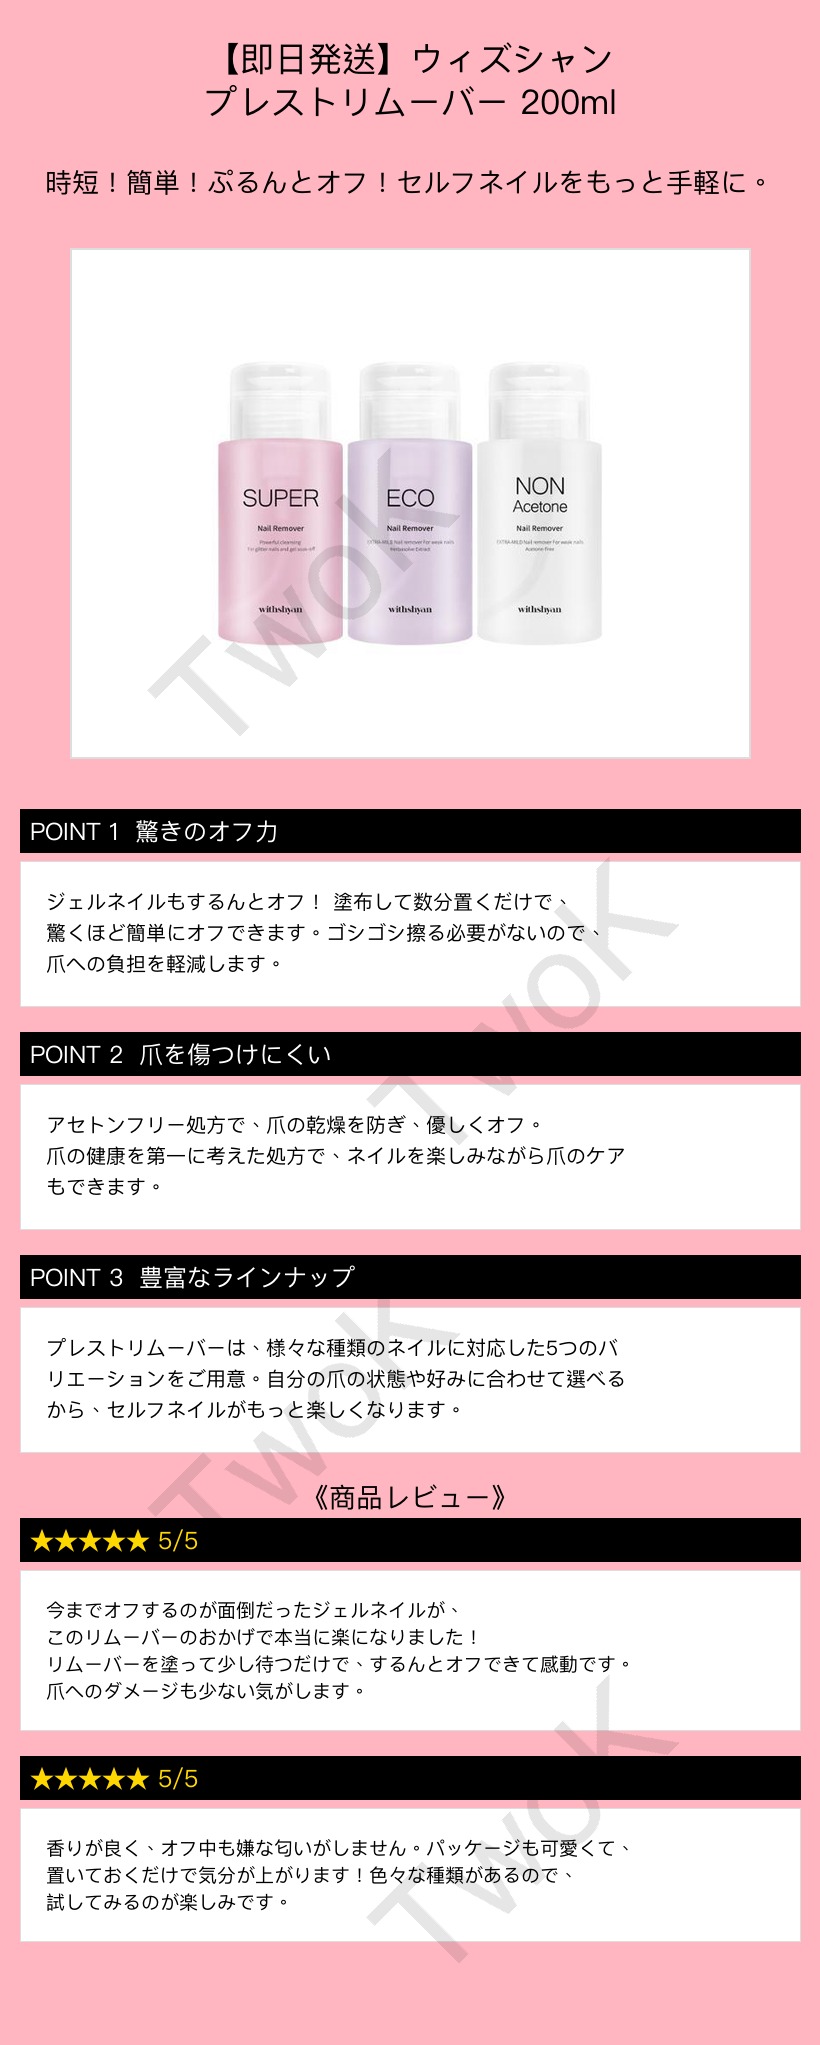 【即日発送】ウィズシャン
プレストリムーバー 200ml
時短！簡単！ぷるんとオフ！セルフネイルをもっと手軽に。
SUPER
Nail Remover
Powerful cleansing
For glitter nails and gel soak-off
withshyan
ECO
Nail Remover
EXTRA-MILD Nail remover For weak nails
withshyan
NON
Acetone
Nail Remover
EXTRA-MILD Nail remover For weak nails
Acetone Free
withshyan
TwoK
POINT 1 驚きのオフ力
ジェルネイルもするんとオフ！ 塗布して数分置くだけで、
驚くほど簡単にオフできます。ゴシゴシ擦る必要がないので、
爪への負担を軽減します。
TwoK
POINT 2 爪を傷つけにくい
アセトンフリー処方で、爪の乾燥を防ぎ、優しくオフ。
爪の健康を第一に考えた処方で、ネイルを楽しみながら爪のケア
もできます。
POINT 3 豊富なラインナップ
プレストリムーバーは、様々な種類のネイルに対応した5つのバ
リエーションをご用意。自分の爪の状態や好みに合わせて選べる
から、セルフネイルがもっと楽しくなります。
TwoK
《商品レビュー》
★★★★★ 5/5
今までオフするのが面倒だったジェルネイルが、
このリムーバーのおかげで本当に楽になりました！
リムーバーを塗って少し待つだけで、するんとオフできて感動です。
爪へのダメージも少ない気がします。
★★★★★ 5/5
香りが良く、オフ中も嫌な匂いがしません。パッケージも可愛くて、
置いておくだけで気分が上がります！色々な種類があるので、
試してみるのが楽しみです。
TwoK